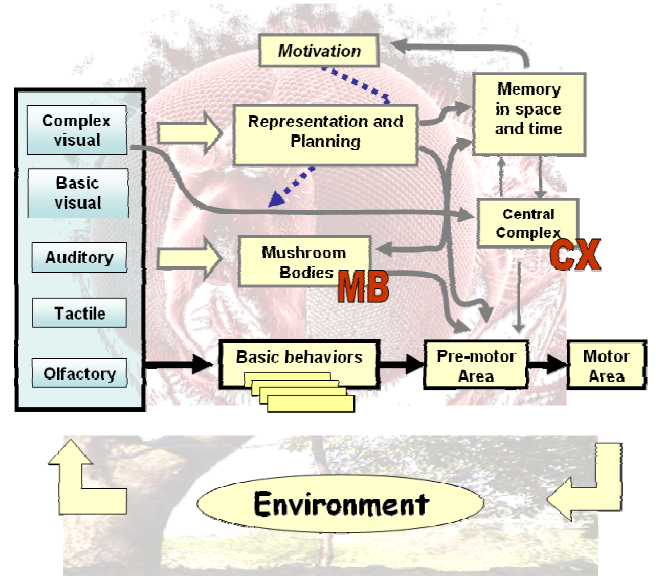 Motivation
Complex
visual
Basic
visual
Auditory
Tactile
Olfactory
Representation and
Planning
Memory
in space
and time
Central
Complex
CX
Mushroom
Bodies
MB
Basic behaviors
Pre-motor
Area
Motor
Area
Environment